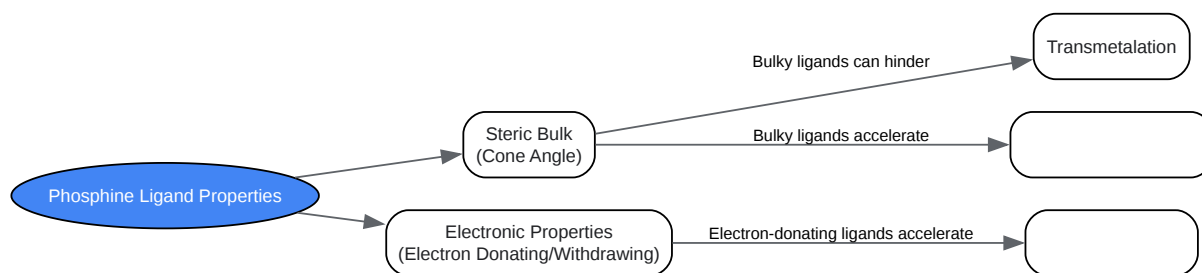 Transmetalation
Bulky ligands can hinder
Steric Bulk
(Cone Angle)
Bulky ligands accelerate
Phosphine Ligand Properties
Electronic Properties
(Electron Donating/Withdrawing)
Electron-donating ligands accelerate